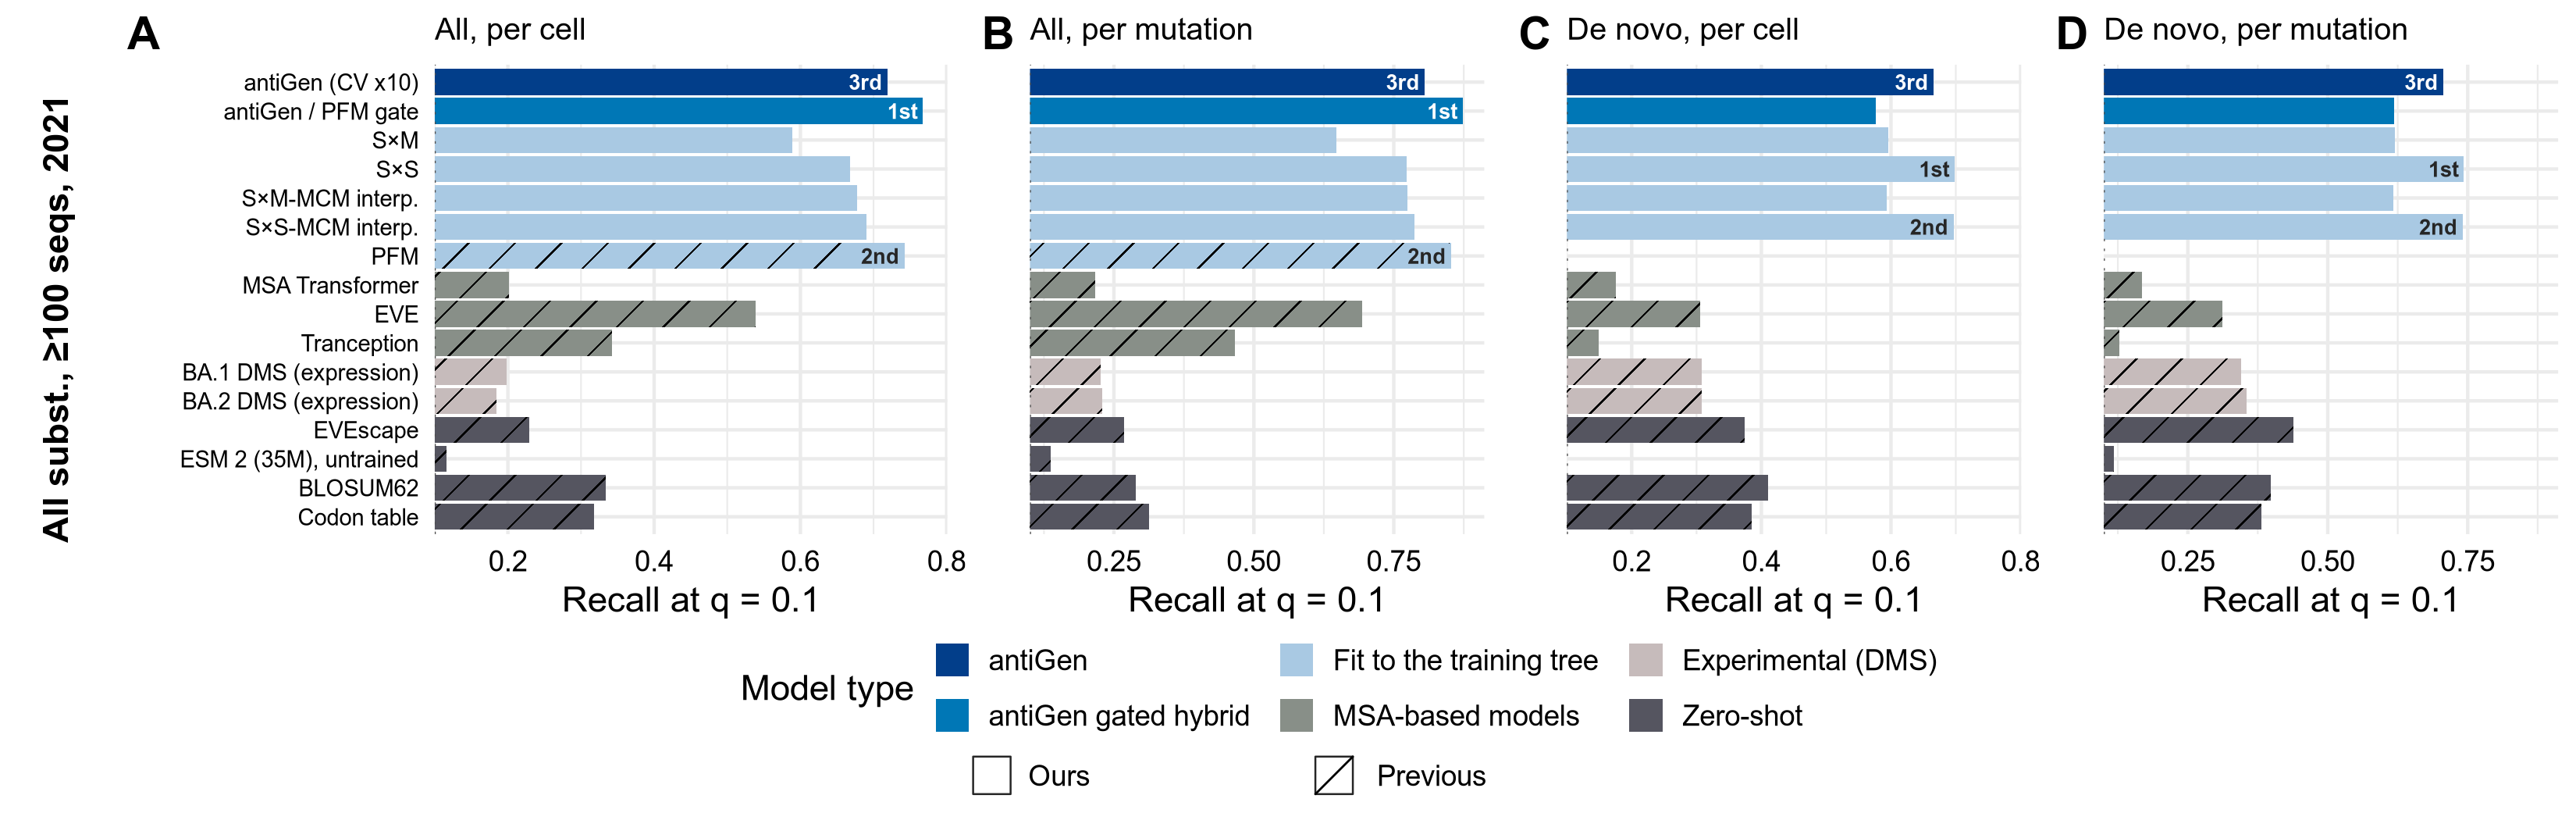 A
All, per cell
B
All, per mutation
C
De novo, per cell
D
De novo, per mutation
All subst., ≥100 seqs, 2021
antiGen (CV x10)
antiGen / PFM gate
S×M
S×S
S×M-MCM interp.
S×S-MCM interp.
PFM
MSA Transformer
EVE
Tranception
BA.1 DMS (expression)
BA.2 DMS (expression)
EVEscape
ESM 2 (35M), untrained
BLOSUM62
Codon table
3rd
1st
2nd
3rd
1st
2nd
3rd
1st
2nd
3rd
1st
2nd
0.2 0.4 0.6 0.8
0.25 0.50 0.75
0.2 0.4 0.6 0.8
0.25 0.50 0.75
Recall at q = 0.1
Recall at q = 0.1
Recall at q = 0.1
Recall at q = 0.1
Model type
antiGen
Fit to the training tree
Experimental (DMS)
antiGen gated hybrid
MSA-based models
Zero-shot
Ours
Previous